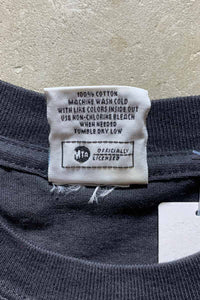 100% COTTON
MACHINE WASH COLD
WITH LIKE COLORS INSIDE OUT
USE NON-CHLORINE BLEACH
WHEN NEEDED
TUMBLE DRY LOW
OFFICIALLY
LICENSED